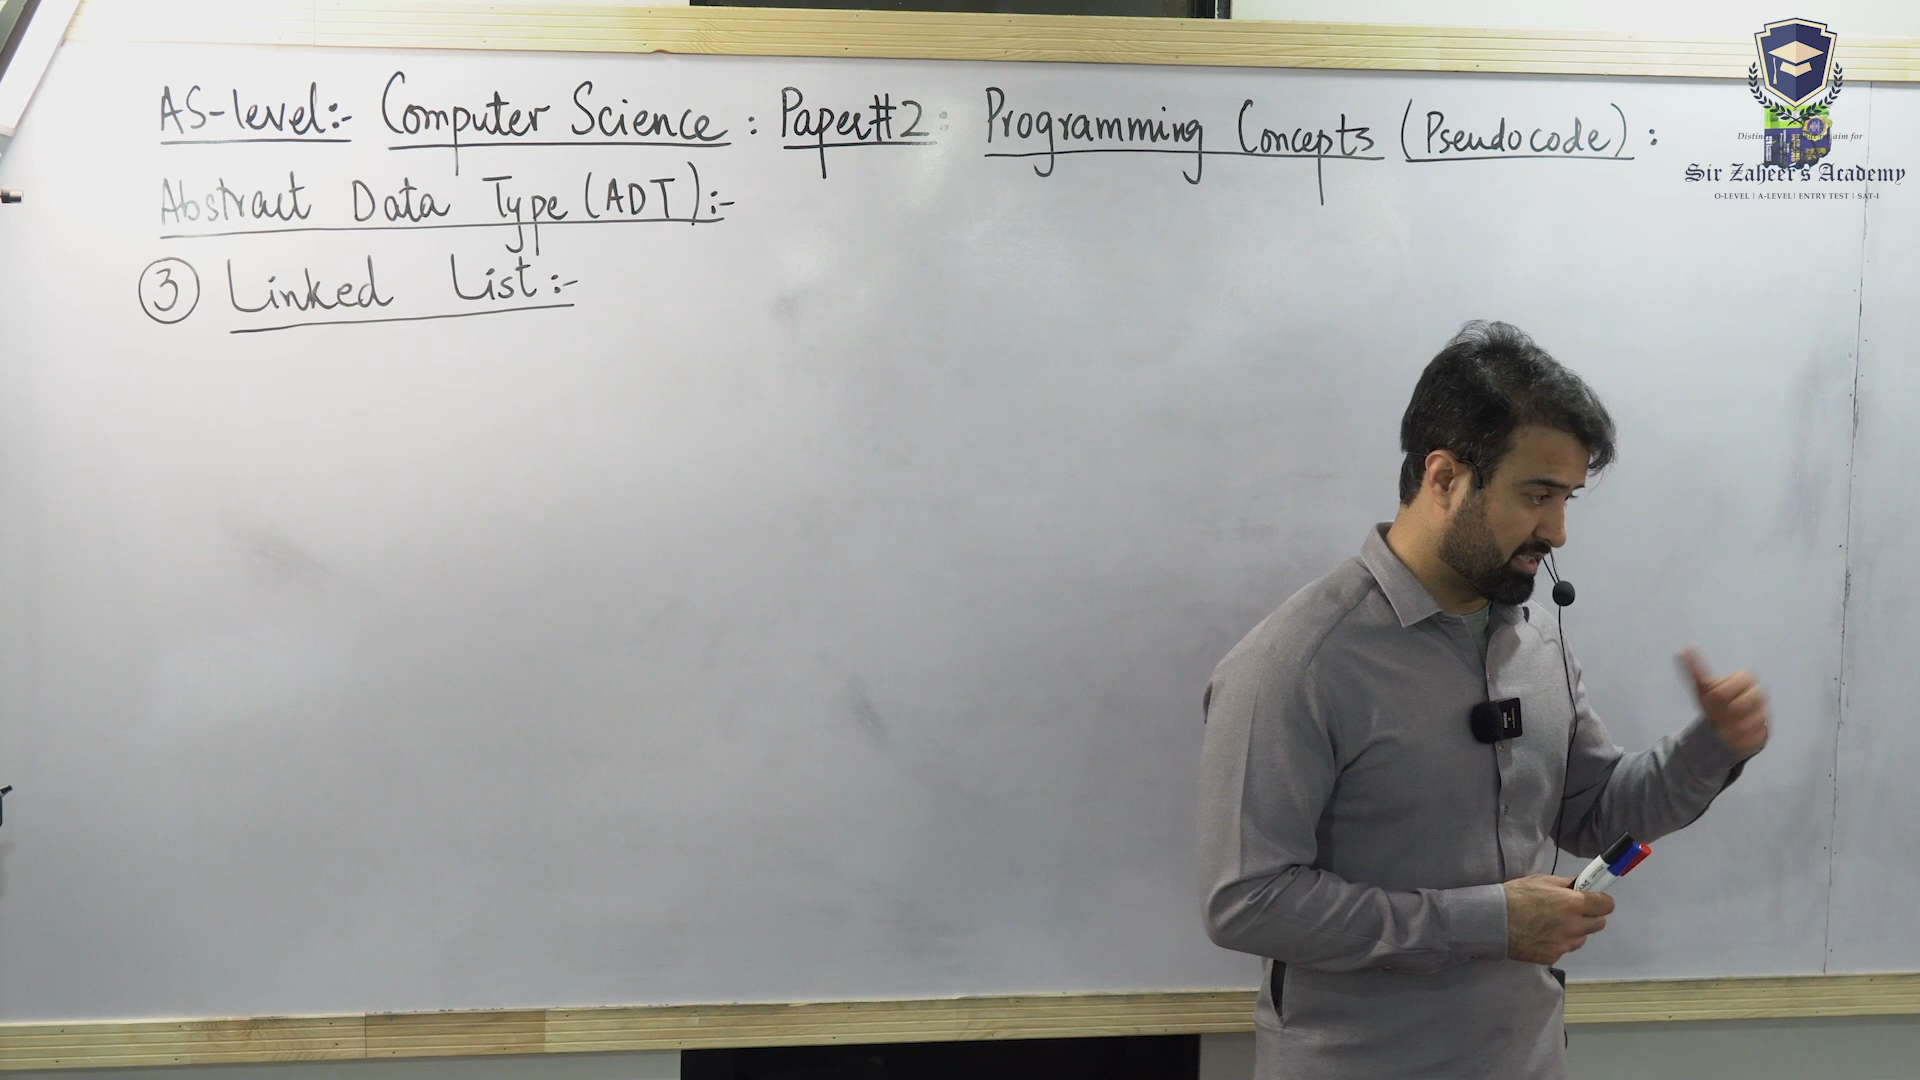 AS-level:- Computer Science : Paper#2: Programming Concepts (Pseudocode) :
Abstract Data Type (ADT):-
③ Linked List:-
Sir Zaheer's Academy
O-LEVEL | A-LEVEL | ENTRY TEST | SAT-I